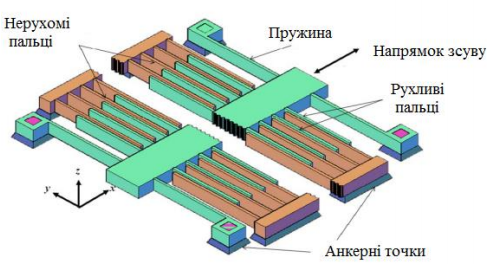 Нерухомі
пальці
Пружина
Напрямок зсуву
Рухливі
пальці
z
y
x
Анкерні точки